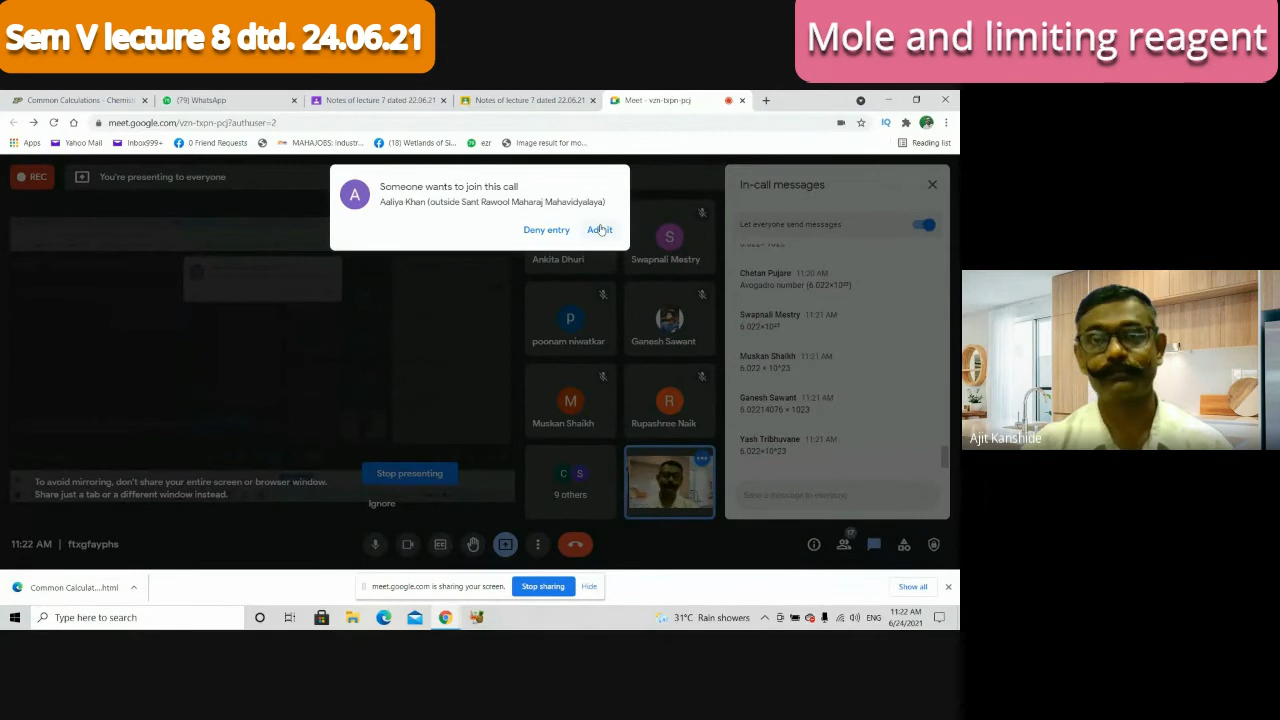 Sem V lecture 8 dtd. 24.06.21
Mole and limiting reagent
Common Calculations - Chemist
(79) WhatsApp
Notes of lecture 7 dated 22.06.21
Notes of lecture 7 dated 22.06.21
Meet - vzn-txpn-pcj
meet.google.com/vzn-txpn-pcj?authuser=2
IQ
Apps
Yahoo Mail
Inbox999+
0 Friend Requests
MAHAJOBS: Industr...
(18) Wetlands of Si...
ezr
Image result for mo...
Reading list
REC
You're presenting to everyone
Someone wants to join this call
A
Aaliya Khan (outside Sant Rawool Maharaj Mahavidyalaya)
Deny entry
Admit
In-call messages
Let everyone send messages
Ankita Dhuri
S
Swapnali Mestry
P
poonam niwatkar
Ganesh Sawant
M
Muskan Shaikh
R
Rupashree Naik
C S
9 others
Chetan Pujare 11:20 AM
Avogadro number (6.022×10²³)
Swapnali Mestry 11:21 AM
6.022×10²³
Muskan Shaikh 11:21 AM
6.022 × 10^23
Ganesh Sawant 11:21 AM
6.02214076 × 1023
Yash Tribhuvane 11:21 AM
6.022×10^23
Send a message to everyone
To avoid mirroring, don't share your entire screen or browser window.
Share just a tab or a different window instead.
Stop presenting
Ignore
Ajit Kanshide
11:22 AM | ftxgfayphs
17
Common Calculat....html
meet.google.com is sharing your screen.
Stop sharing
Hide
Show all
Type here to search
31°C Rain showers
ENG
11:22 AM
6/24/2021